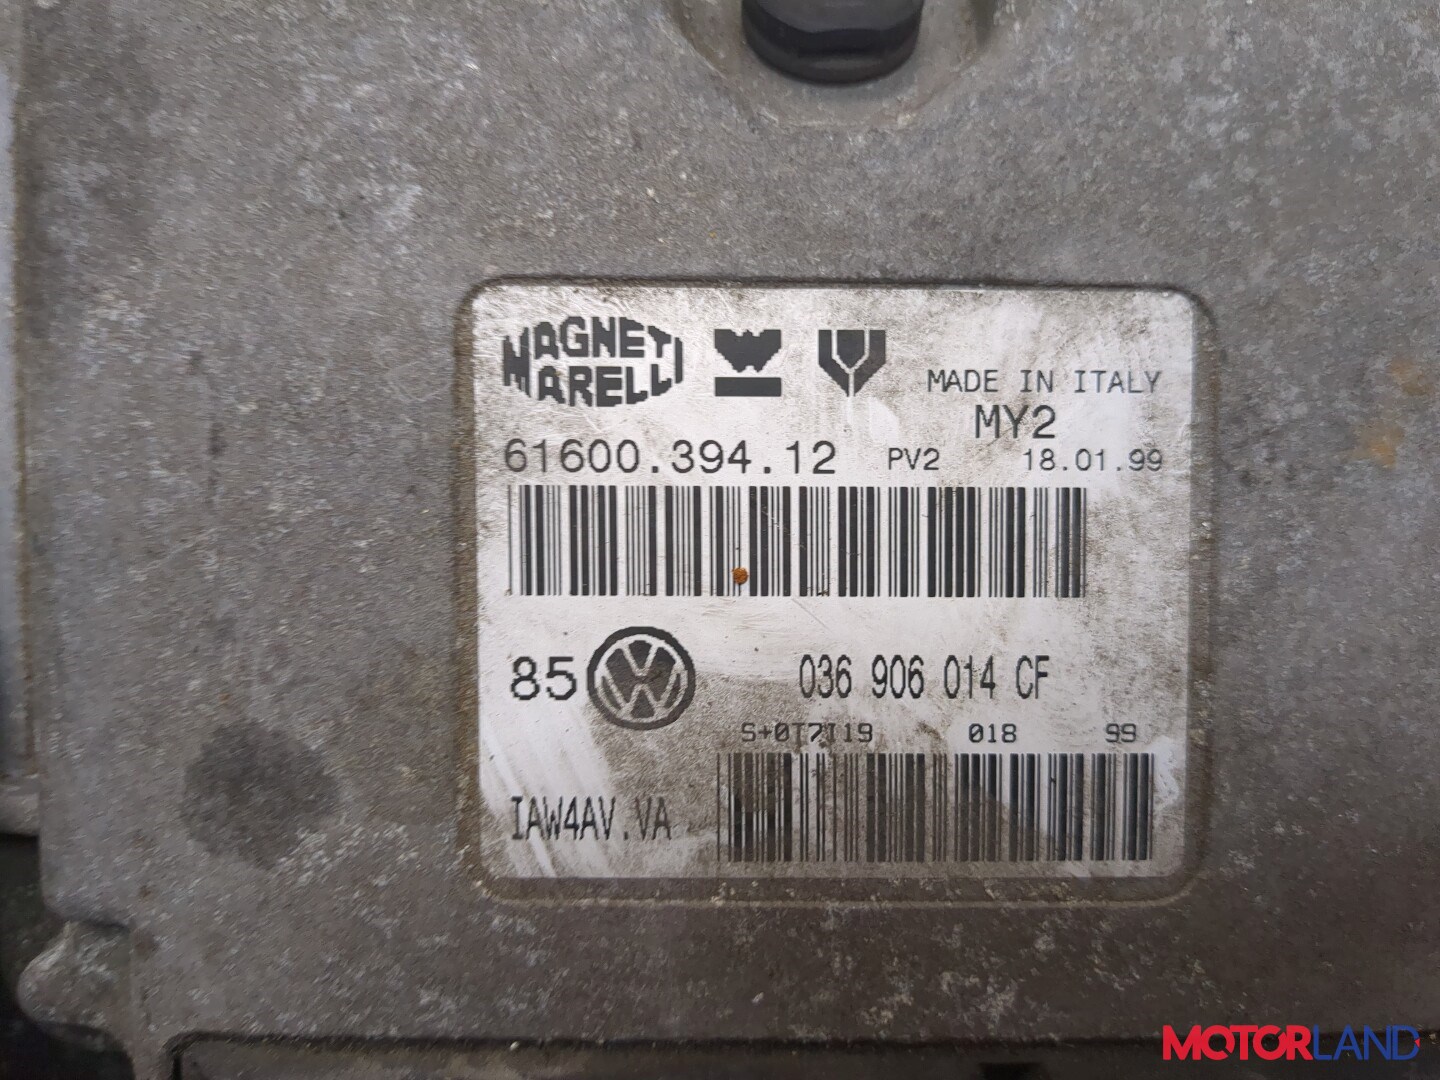 MAGNETI
MARELLI
MADE IN ITALY
MY2
61600.394.12 PV2 18.01.99
85 036 906 014 CF
S+0T7I19 018 99
IAW4AV.VA
MOTORLAND